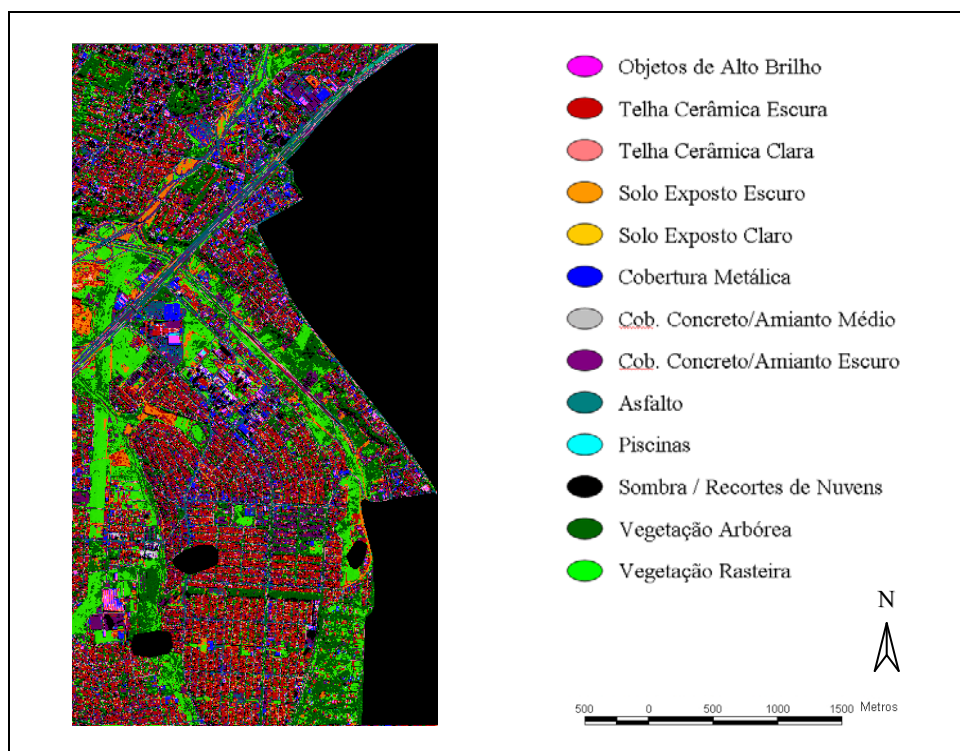 Objetos de Alto Brilho
Telha Cerâmica Escura
Telha Cerâmica Clara
Solo Exposto Escuro
Solo Exposto Claro
Cobertura Metálica
Cob. Concreto/Amianto Médio
Cob. Concreto/Amianto Escuro
Asfalto
Piscinas
Sombra / Recortes de Nuvens
Vegetação Arbórea
Vegetação Rasteira
N
500 0 500 1000 1500 Metros